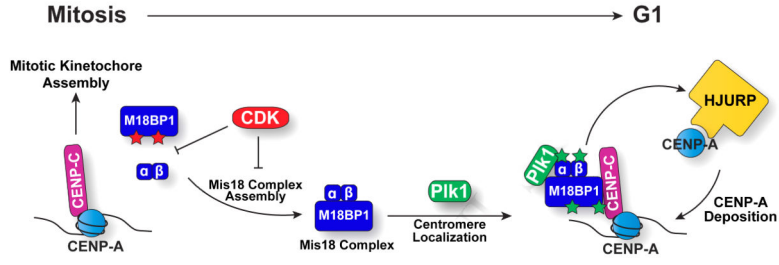 Mitosis
G1
Mitotic Kinetochore
Assembly
M18BP1
CDK
α β
CENP-C
CENP-A
Mis18 Complex
Assembly
α β
M18BP1
Mis18 Complex
Plk1
Centromere
Localization
Plk1
α β
M18BP1
CENP-C
CENP-A
HJURP
CENP-A
CENP-A
Deposition